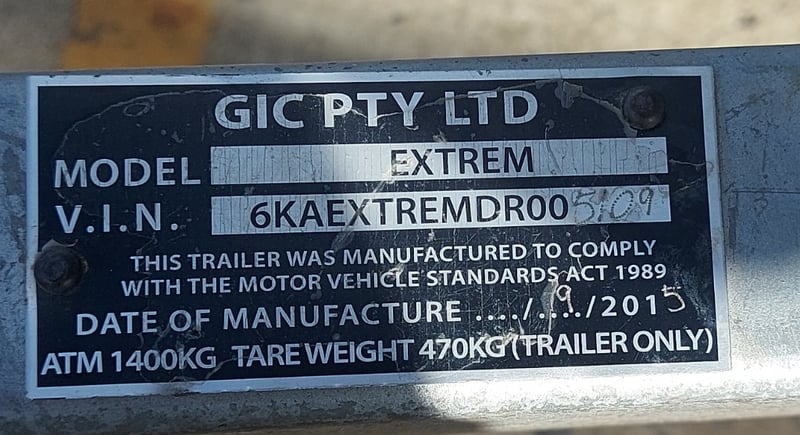 GIC PTY LTD
MODEL EXTREM
V.I.N. 6KAEXTREMDR005109
THIS TRAILER WAS MANUFACTURED TO COMPLY
WITH THE MOTOR VEHICLE STANDARDS ACT 1989
DATE OF MANUFACTURE ..../.9./2015
ATM 1400KG TARE WEIGHT 470KG (TRAILER ONLY)